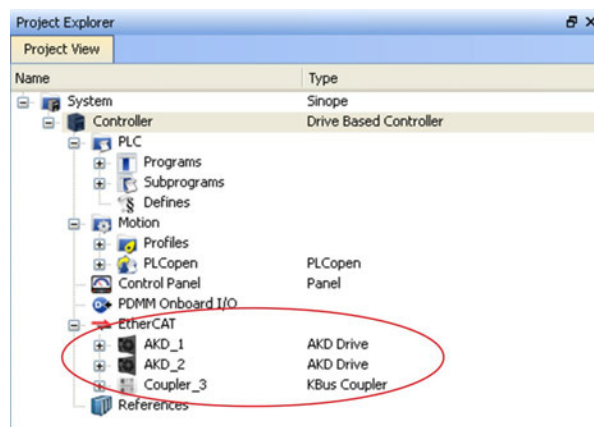 Project Explorer
Project View
Name Type
System Sinope
Controller Drive Based Controller
PLC
Programs
Subprograms
Defines
Motion
Profiles
PLCopen PLCopen
Control Panel Panel
PDMM Onboard I/O
EtherCAT
AKD_1 AKD Drive
AKD_2 AKD Drive
Coupler_3 KBus Coupler
References